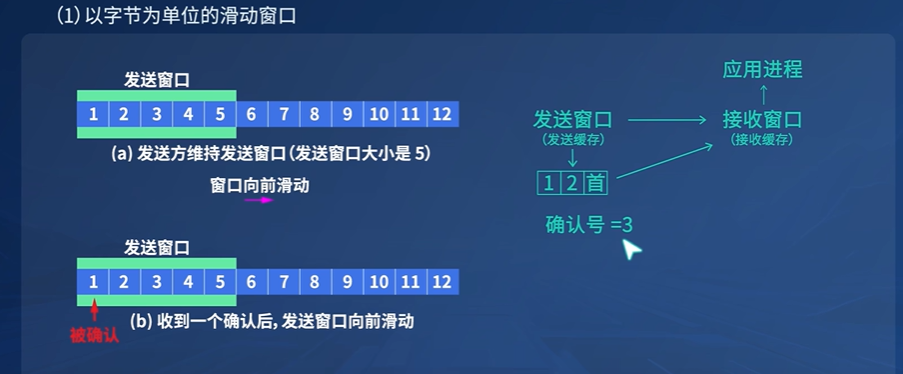 (1)以字节为单位的滑动窗口
发送窗口
1 2 3 4 5 6 7 8 9 10 11 12
(a) 发送方维持发送窗口(发送窗口大小是 5)
窗口向前滑动
发送窗口
1 2 3 4 5 6 7 8 9 10 11 12
被确认
(b) 收到一个确认后, 发送窗口向前滑动
应用进程
发送窗口
(发送缓存)
接收窗口
(接收缓存)
1 2 首
确认号 =3